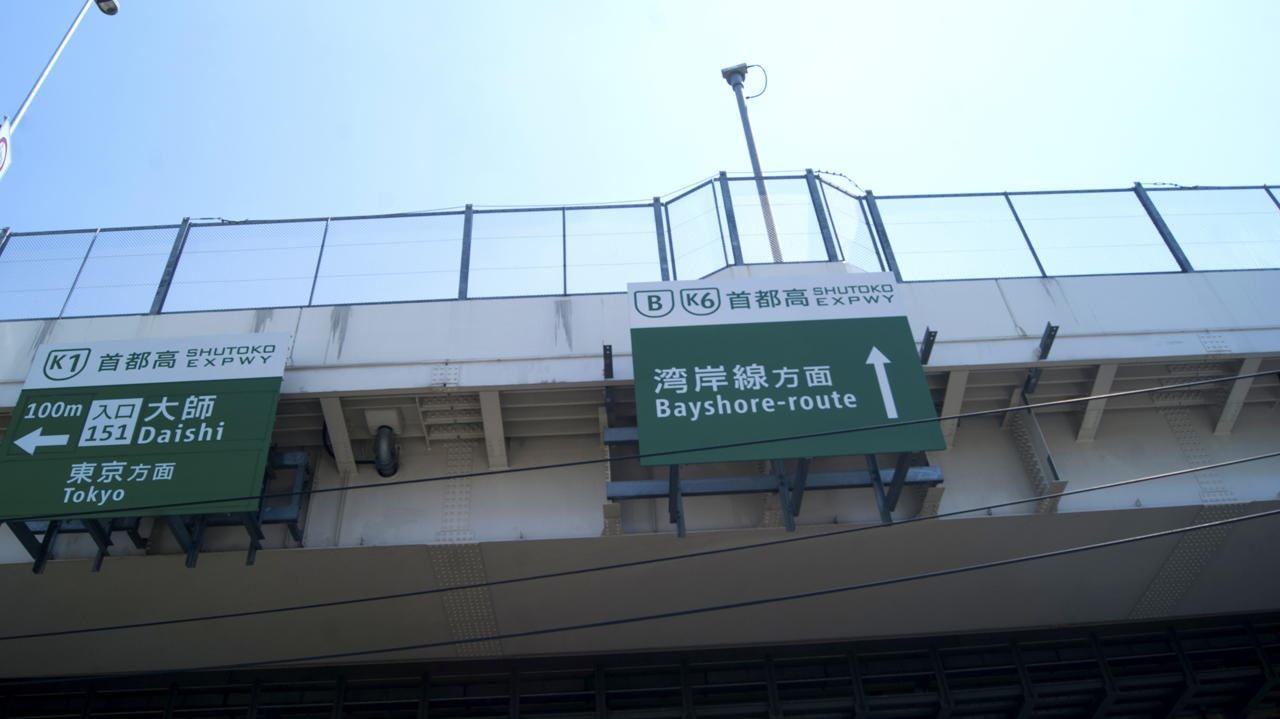 K1 首都高 SHUTOKO EXPWY
100m 入口 151 大師 Daishi
東京方面
Tokyo
B K6 首都高 SHUTOKO EXPWY
湾岸線方面
Bayshore-route